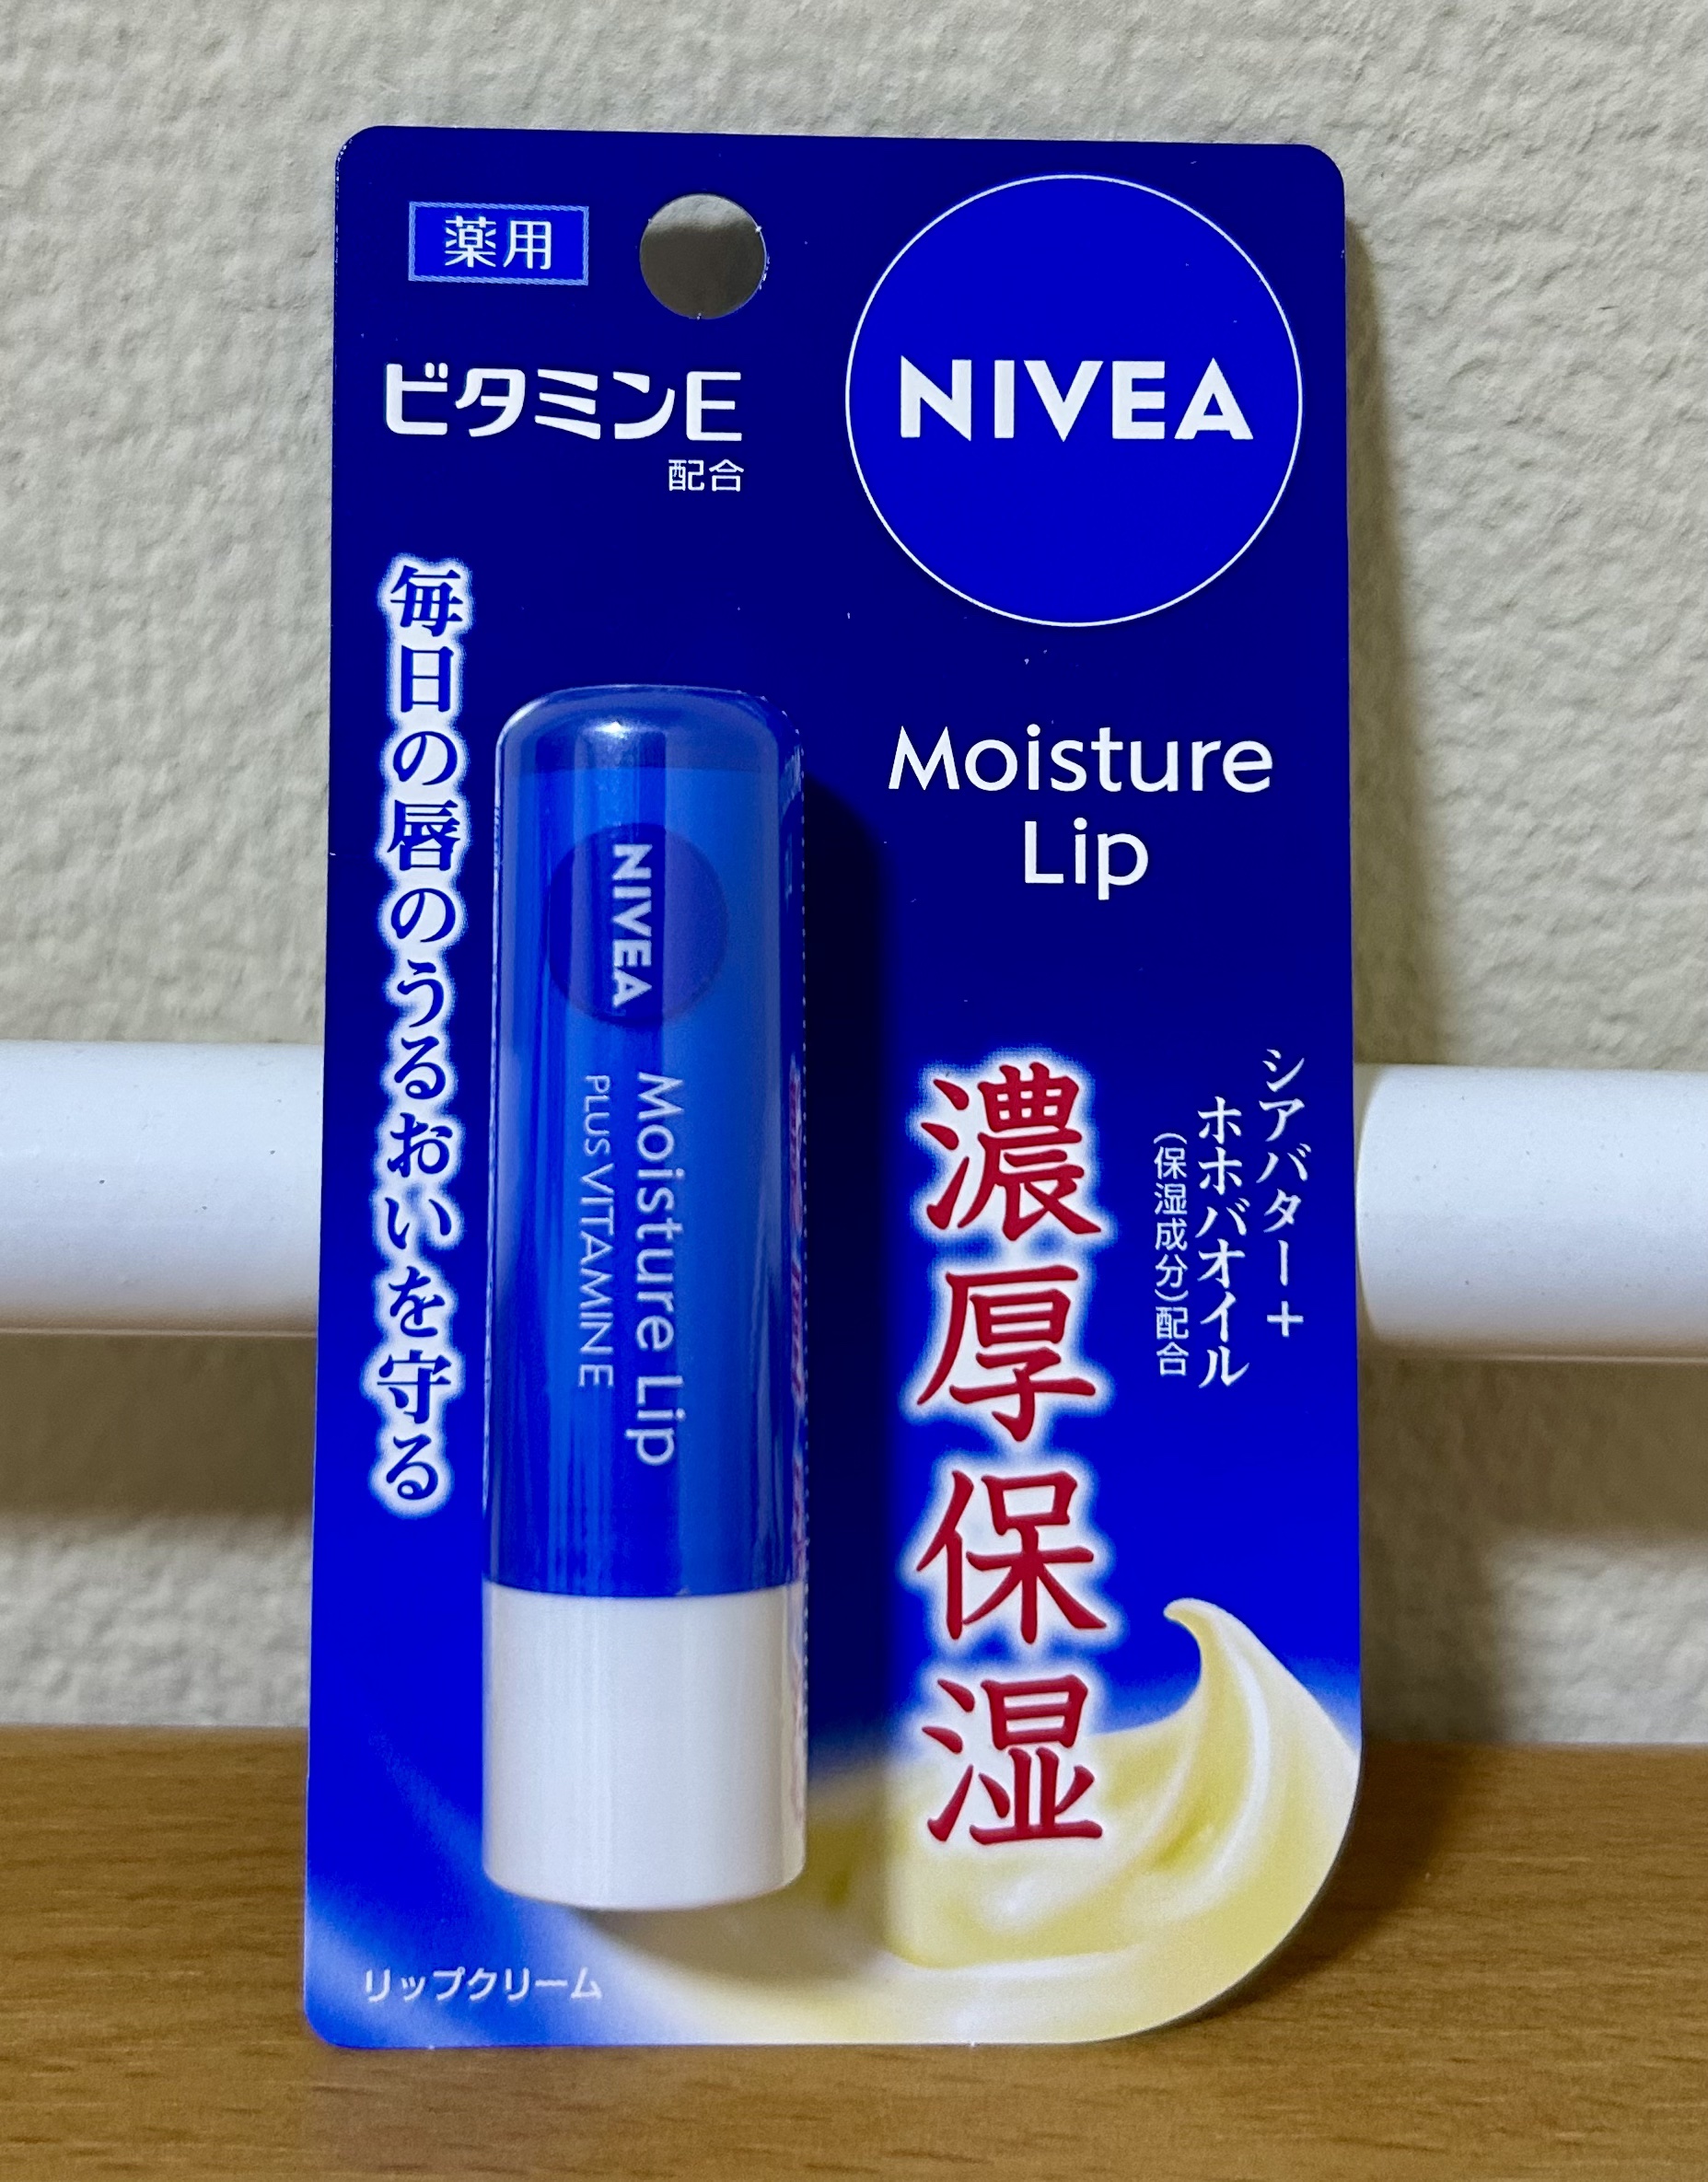 薬用
NIVEA
ビタミンE
配合
Moisture
Lip
毎日の唇のうるおいを守る
NIVEA
Moisture Lip
PLUS VITAMIN E
シアバター+
ホホバオイル
(保湿成分)配合
濃厚保湿
リップクリーム